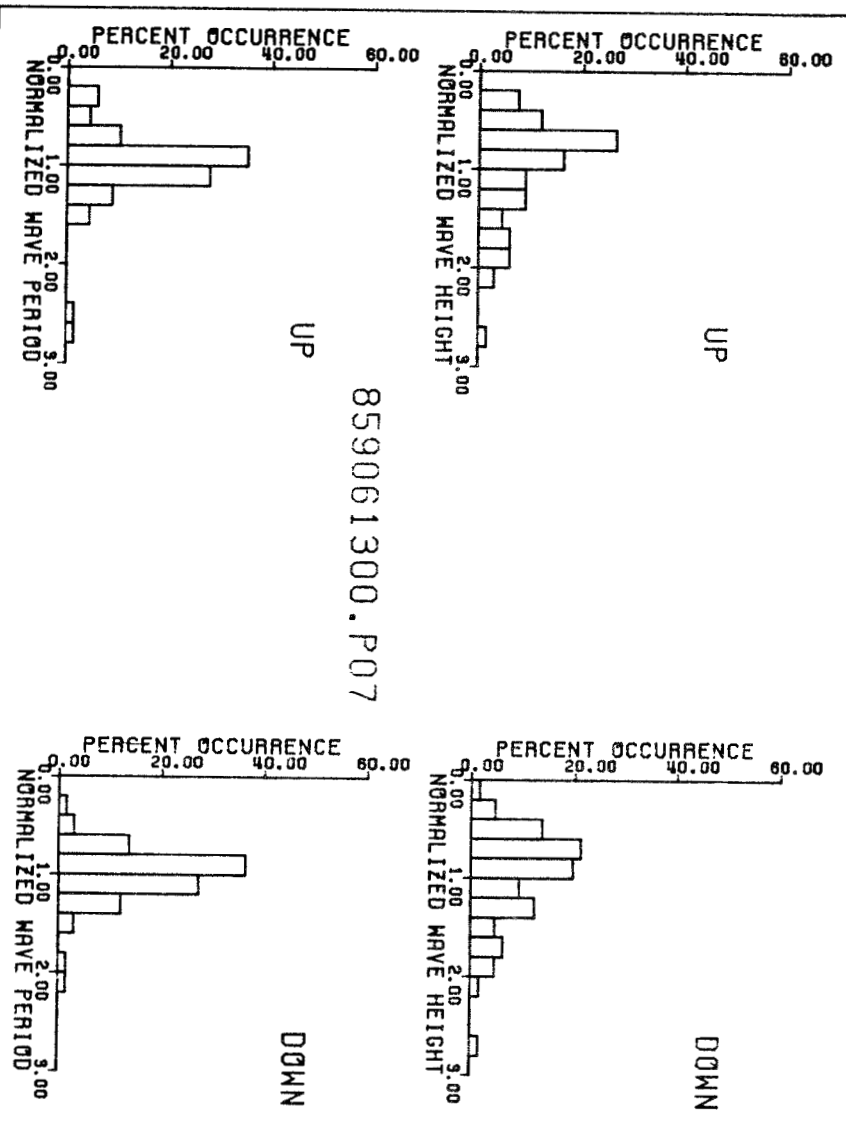 PERCENT OCCURRENCE
0.00 20.00 40.00 60.00
0.00 1.00 2.00 3.00
NORMALIZED WAVE PERIOD
UP
PERCENT OCCURRENCE
0.00 20.00 40.00 60.00
0.00 1.00 2.00 3.00
NORMALIZED WAVE HEIGHT
UP
859061300.P07
PERCENT OCCURRENCE
0.00 20.00 40.00 60.00
0.00 1.00 2.00 3.00
NORMALIZED WAVE PERIOD
DOWN
PERCENT OCCURRENCE
0.00 20.00 40.00 60.00
0.00 1.00 2.00 3.00
NORMALIZED WAVE HEIGHT
DOWN